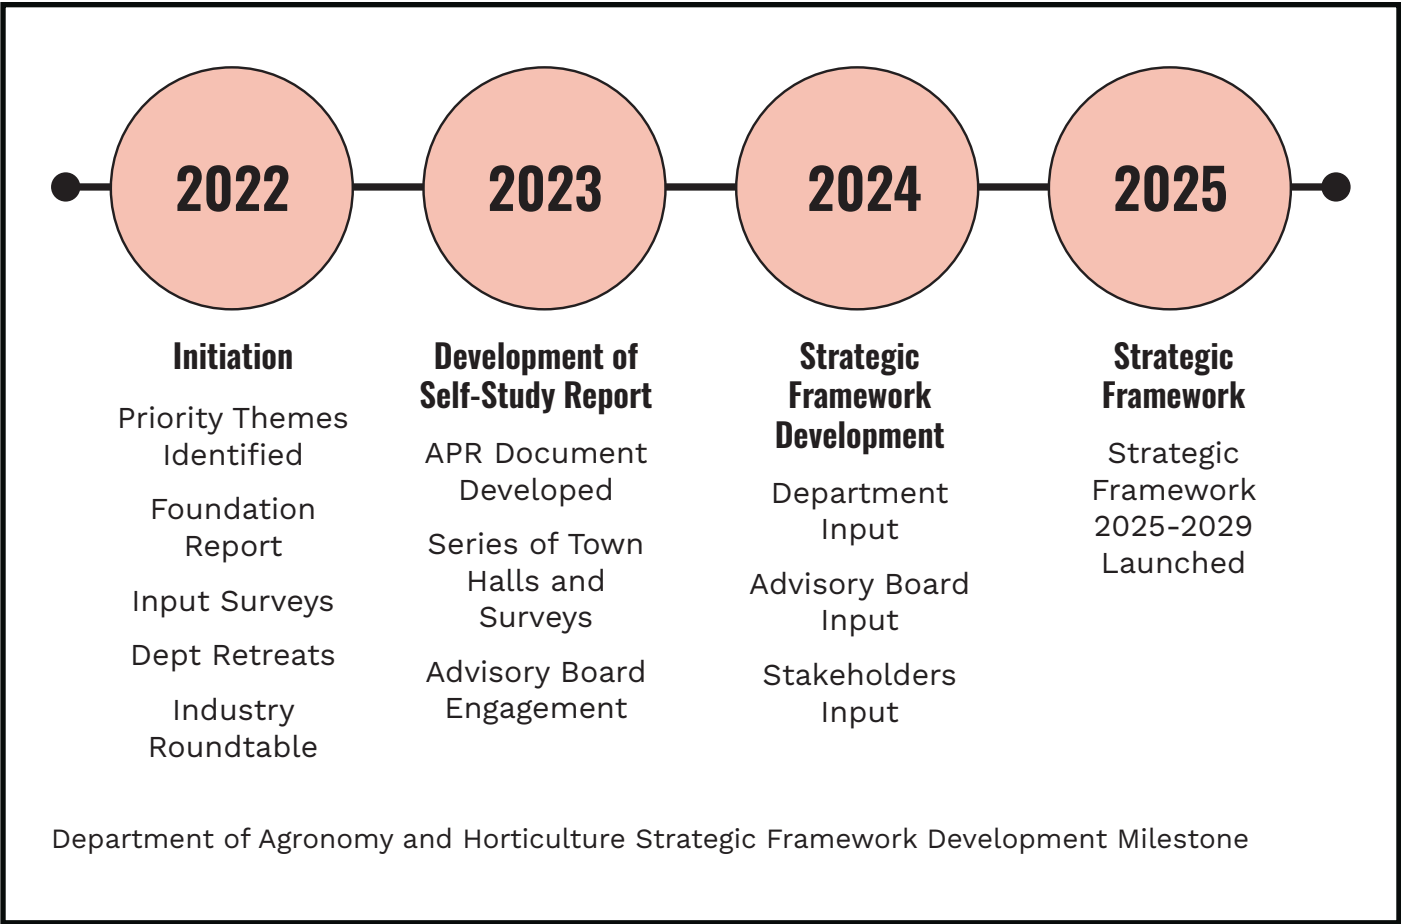 2022
Initiation
Priority Themes
Identified
Foundation
Report
Input Surveys
Dept Retreats
Industry
Roundtable
2023
Development of
Self-Study Report
APR Document
Developed
Series of Town
Halls and
Surveys
Advisory Board
Engagement
2024
Strategic
Framework
Development
Department
Input
Advisory Board
Input
Stakeholders
Input
2025
Strategic
Framework
Strategic
Framework
2025-2029
Launched
Department of Agronomy and Horticulture Strategic Framework Development Milestone